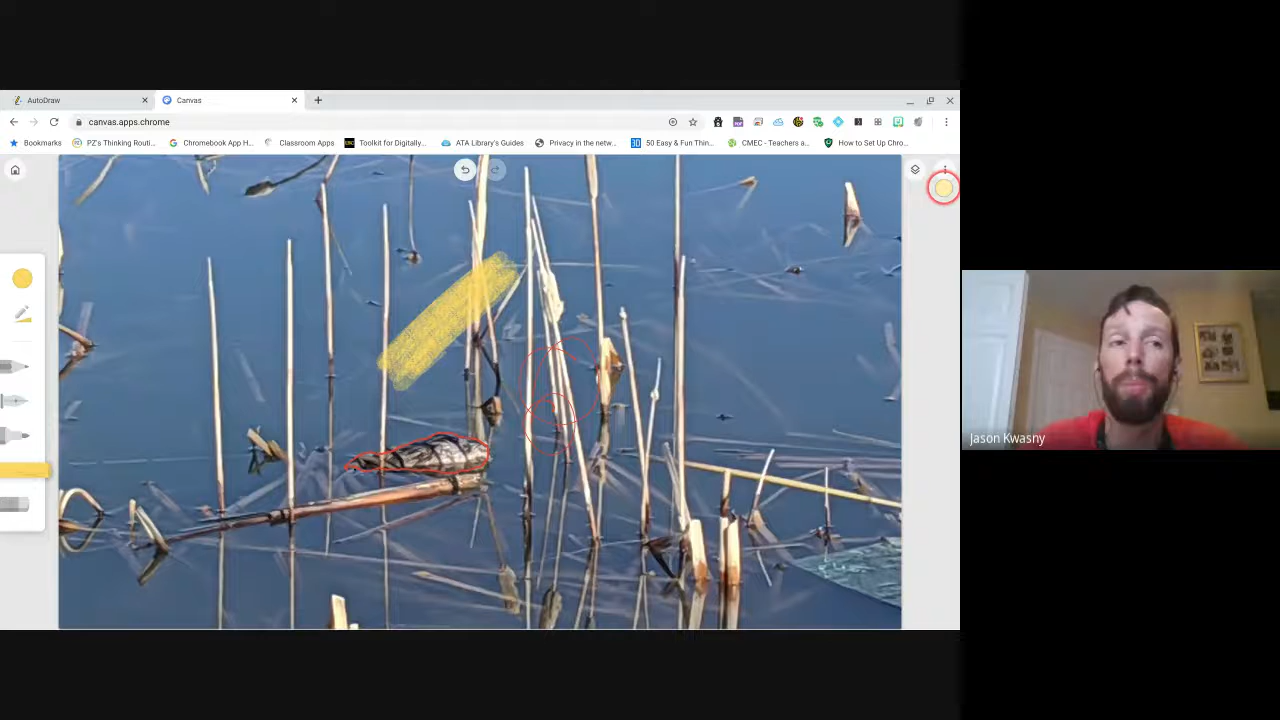 AutoDraw
Canvas
canvas.apps.chrome
Bookmarks
PZ's Thinking Routi...
Chromebook App H...
Classroom Apps
Toolkit for Digitally...
ATA Library's Guides
Privacy in the netw...
50 Easy & Fun Thin...
CMEC - Teachers a...
How to Set Up Chro...
Jason Kwasny